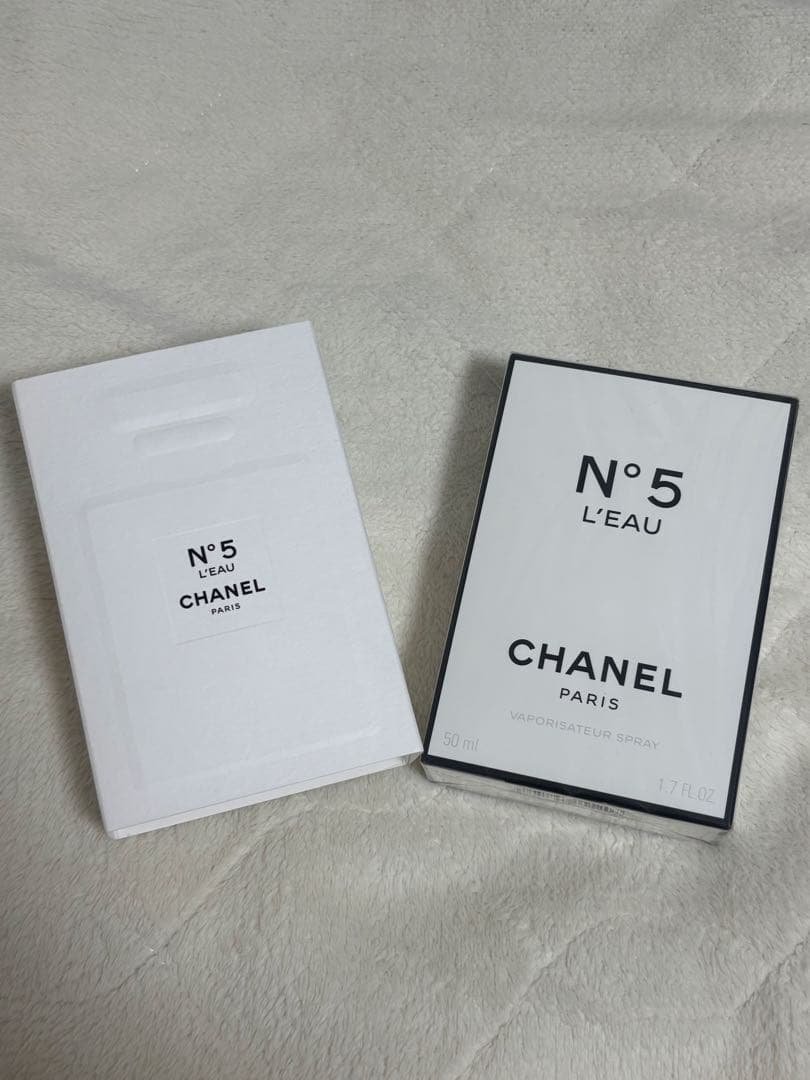 N°5
L'EAU
CHANEL
PARIS
N°5
L'EAU
CHANEL
PARIS
VAPORISATEUR SPRAY
50 ml
1.7 FL.OZ